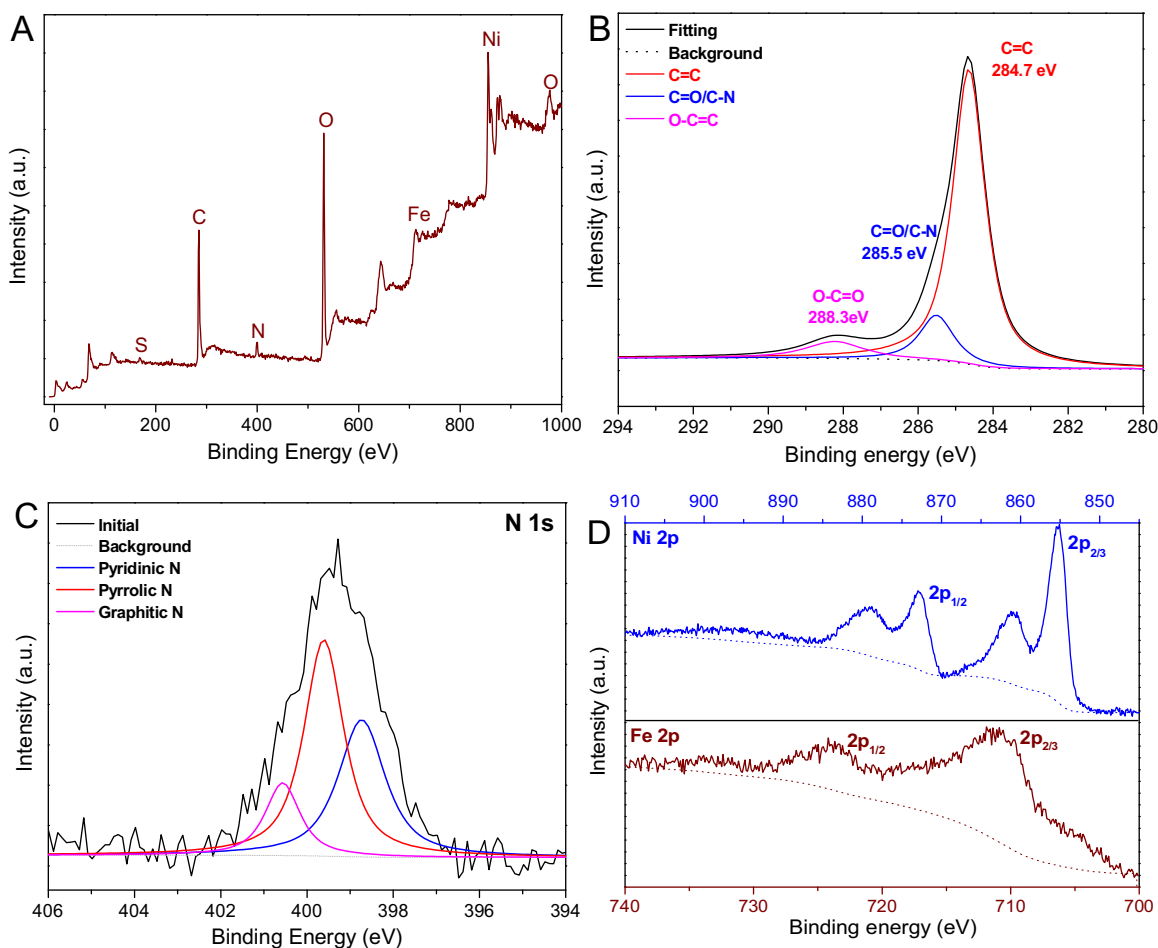 A
Ni
O
O
C
Fe
N
S
Intensity (a.u.)
0 200 400 600 800 1000
Binding Energy (eV)
B
Fitting
Background
C=C
C=O/C-N
O-C=C
C=C
284.7 eV
C=O/C-N
285.5 eV
O-C=O
288.3eV
Intensity (a.u.)
294 292 290 288 286 284 282 280
Binding energy (eV)
C
N 1s
Initial
Background
Pyridinic N
Pyrrolic N
Graphitic N
Intensity (a.u.)
406 404 402 400 398 396 394
Binding Energy (eV)
910 900 890 880 870 860 850
D
Ni 2p
2p2/3
2p1/2
Fe 2p
2p1/2
2p2/3
Intensity (a.u.)
740 730 720 710 700
Binding energy (eV)